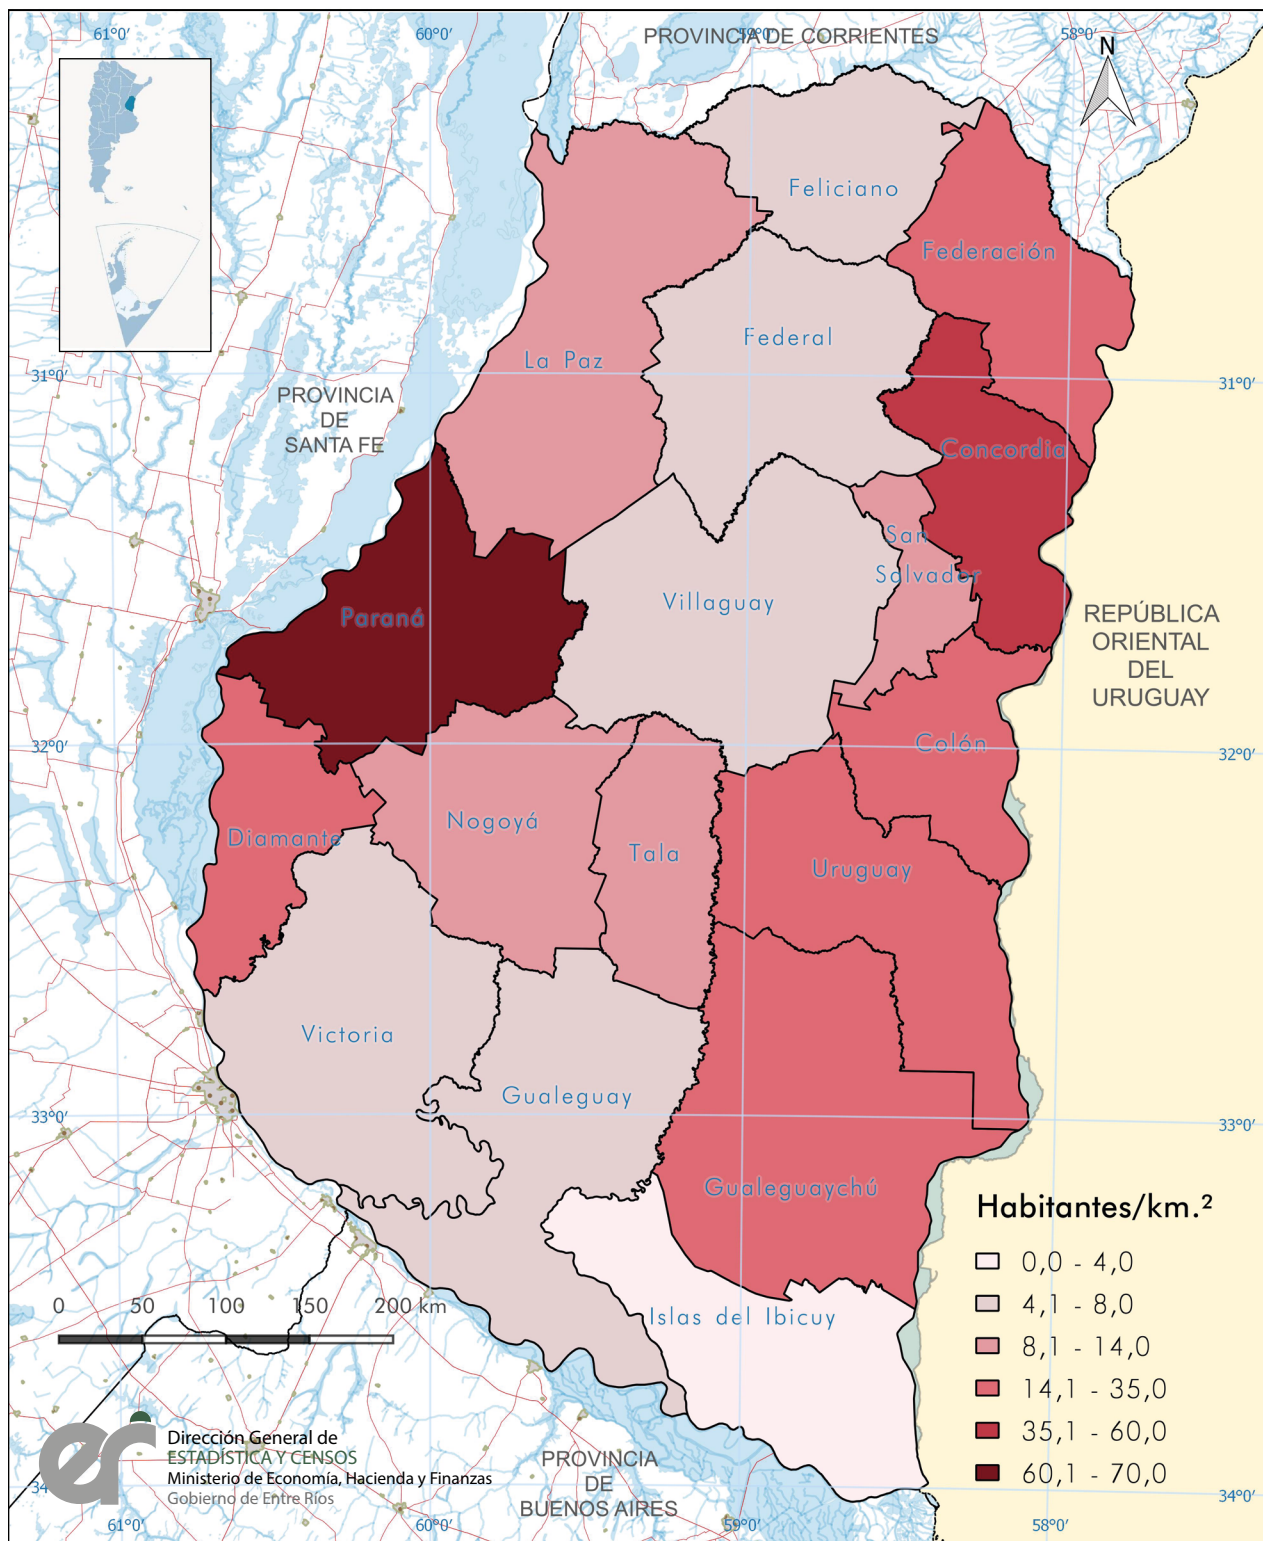 61°0'
60°0'
59°0'
58°0'
PROVINCIA DE CORRIENTES
N
Feliciano
Federación
Federal
La Paz
31°0'
31°0'
PROVINCIA
DE
SANTA FE
Concordia
San
Salvador
Villaguay
Paraná
REPÚBLICA
ORIENTAL
DEL
URUGUAY
32°0'
32°0'
Colón
Nogoyá
Diamante
Tala
Uruguay
Victoria
Gualeguay
33°0'
33°0'
Gualeguaychú
Habitantes/km.²
0,0 - 4,0
4,1 - 8,0
8,1 - 14,0
14,1 - 35,0
35,1 - 60,0
60,1 - 70,0
0 50 100 150 200 km
Islas del Ibicuy
er
Dirección General de
ESTADÍSTICA Y CENSOS
Ministerio de Economía, Hacienda y Finanzas
Gobierno de Entre Ríos
PROVINCIA
DE
BUENOS AIRES
34°0'
61°0'
60°0'
59°0'
58°0'